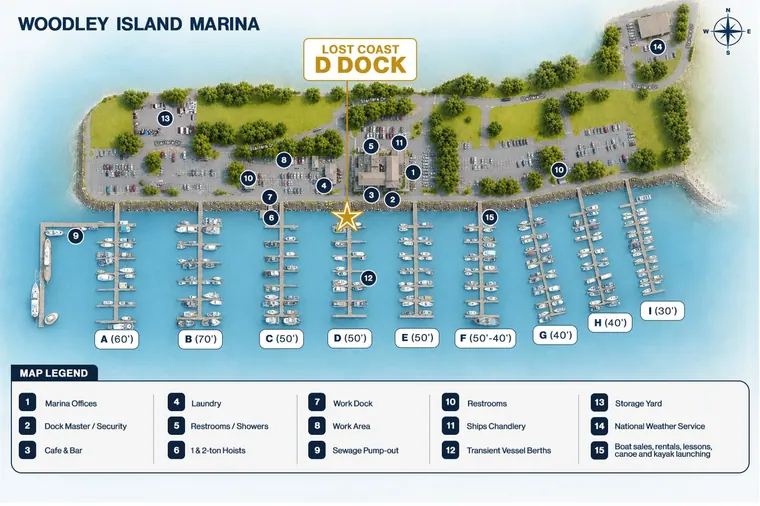 WOODLEY ISLAND MARINA
LOST COAST
D DOCK
N
W E
S
14
13
5
11
8
10
4
1
10
7
3
2
6
15
9
12
A (60')
B (70')
C (50')
D (50')
E (50')
F (50'-40')
G (40')
H (40')
I (30')
MAP LEGEND
1 Marina Offices
2 Dock Master / Security
3 Cafe & Bar
4 Laundry
5 Restrooms / Showers
6 1 & 2-ton Hoists
7 Work Dock
8 Work Area
9 Sewage Pump-out
10 Restrooms
11 Ships Chandlery
12 Transient Vessel Berths
13 Storage Yard
14 National Weather Service
15 Boat sales, rentals, lessons,
canoe and kayak launching